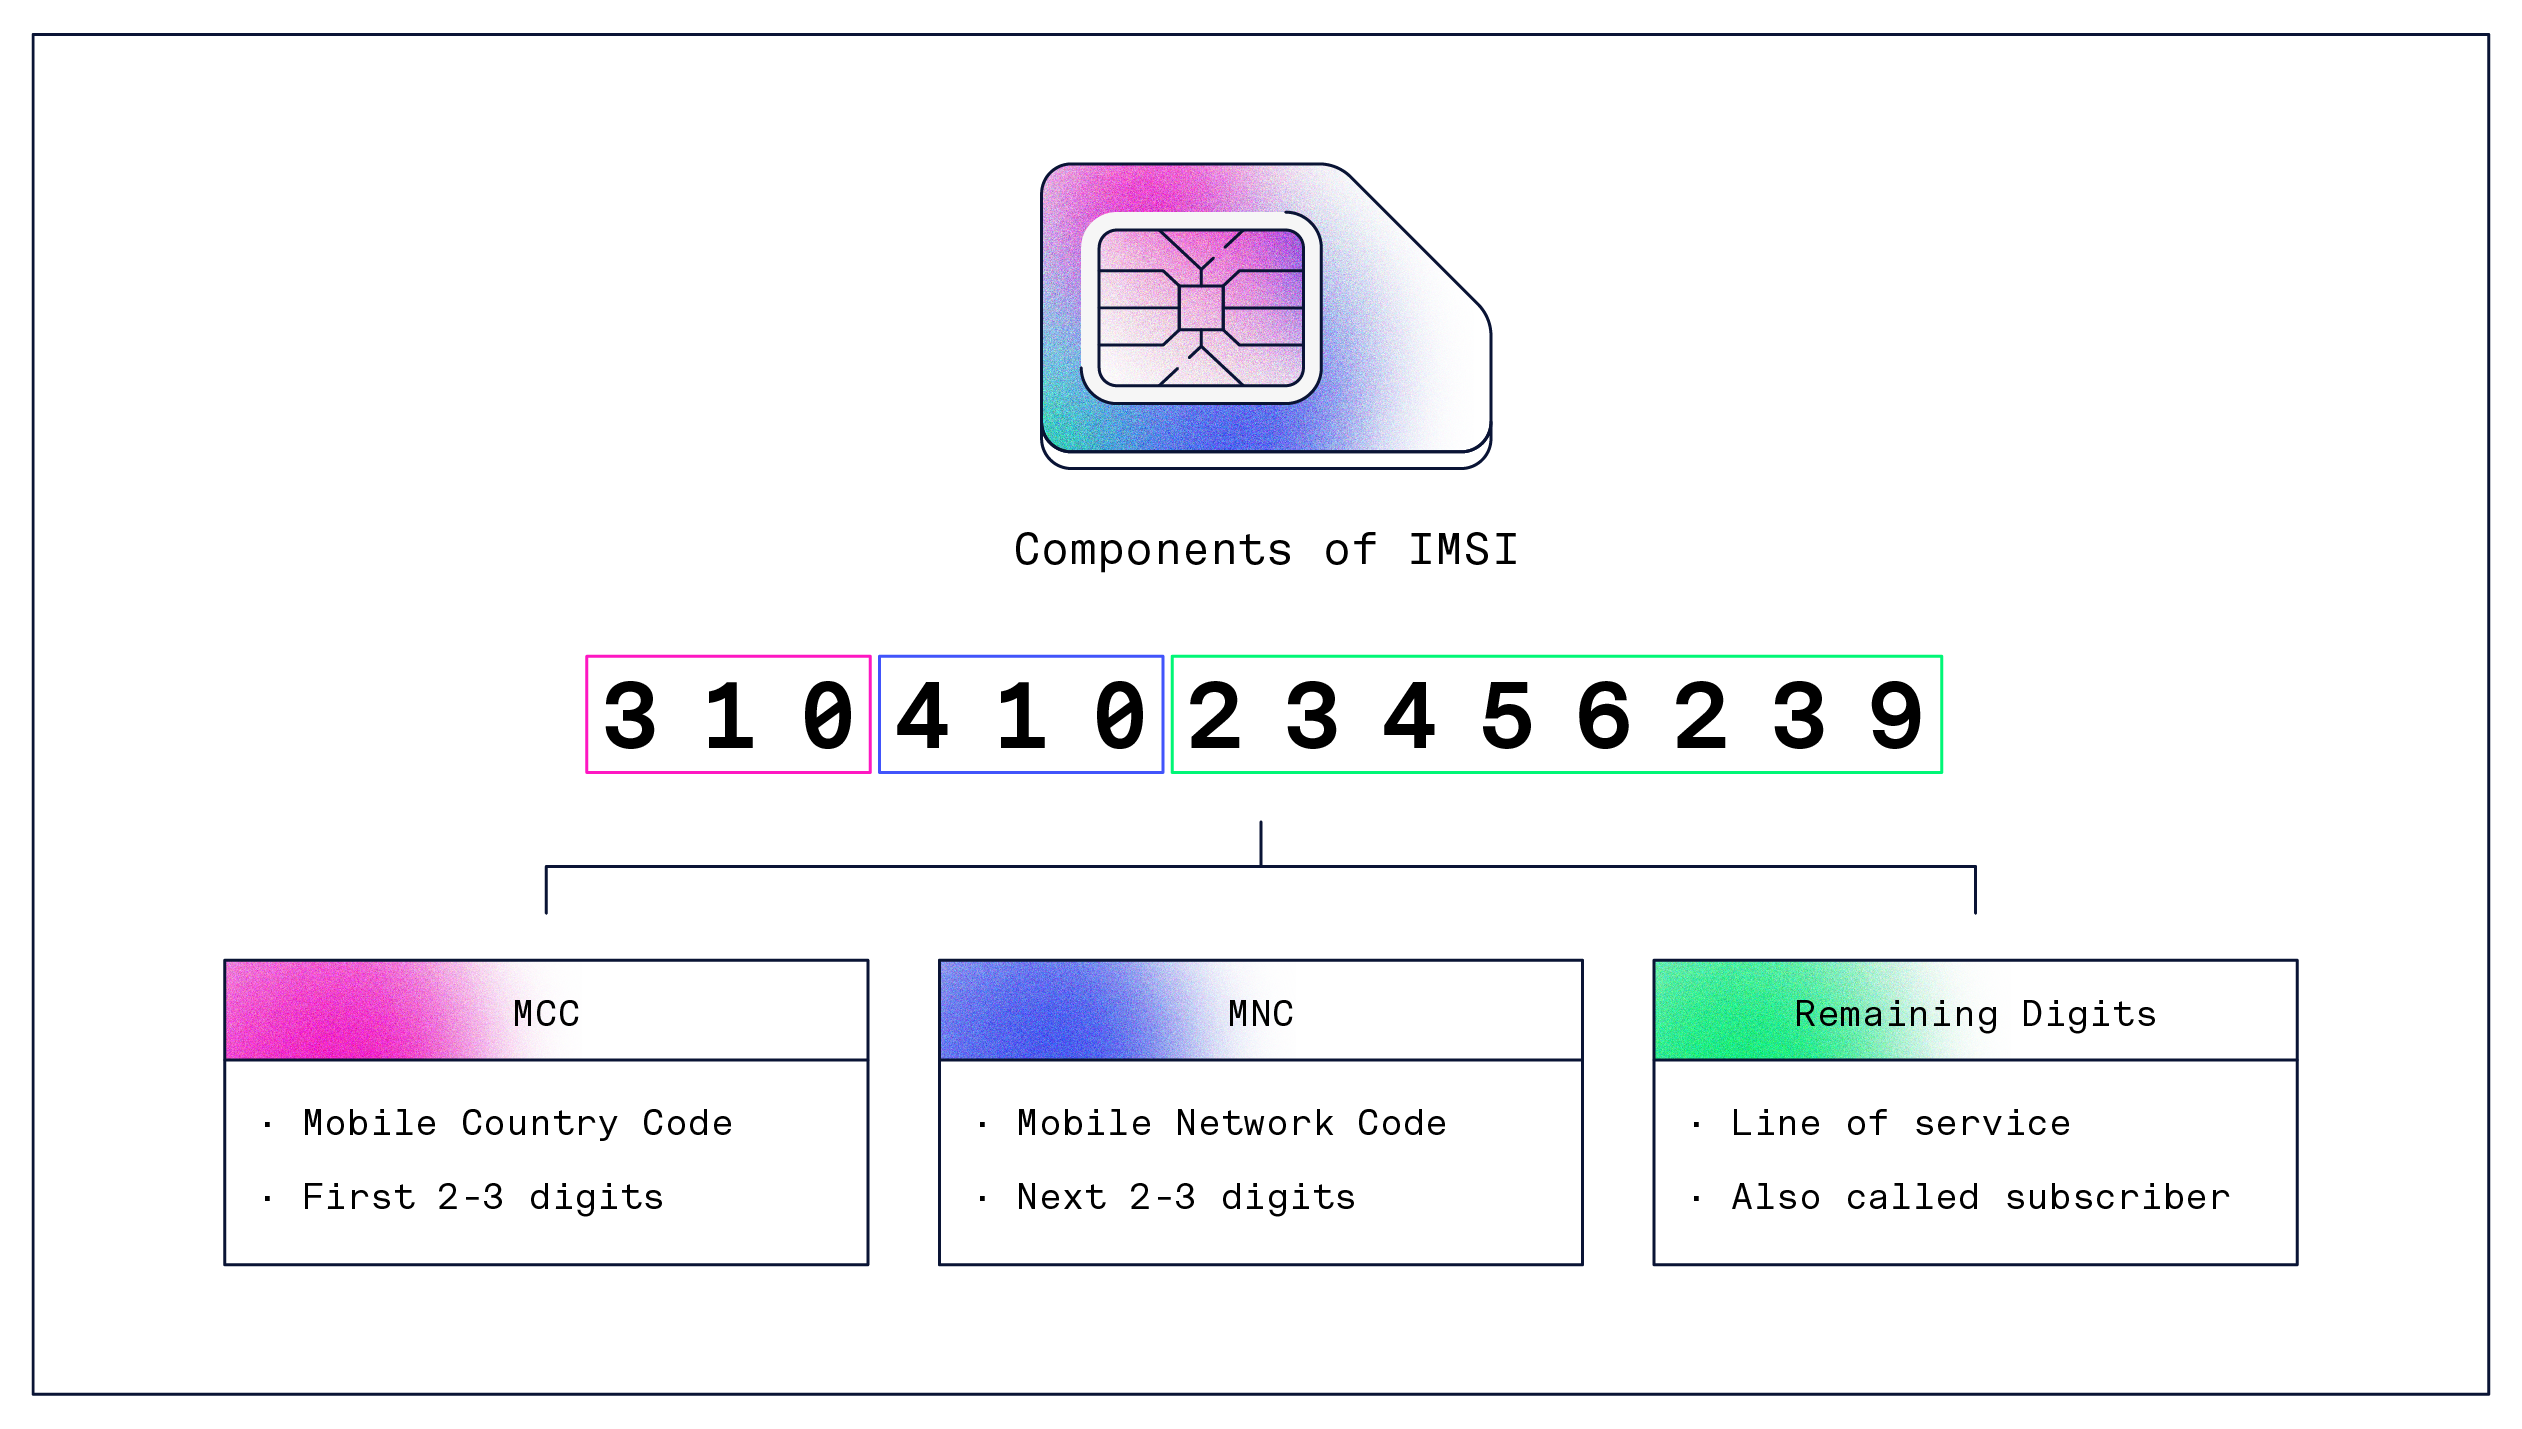 Components of IMSI
3 1 0 4 1 0 2 3 4 5 6 2 3 9
MCC
· Mobile Country Code
· First 2-3 digits
MNC
· Mobile Network Code
· Next 2-3 digits
Remaining Digits
· Line of service
· Also called subscriber